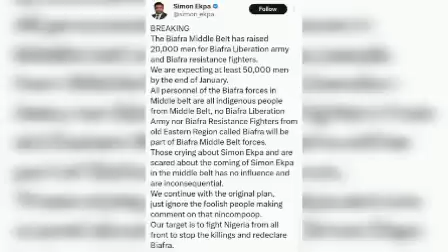 Simon Ekpa
@simon_ekpa
Follow
BREAKING
The Biafra Middle Belt has raised
20,000 men for Biafra Liberation army
and Biafra resistance fighters.
We are expecting at least 50,000 men
by the end of January.
All personnel of the Biafra forces in
Middle belt are all indigenous people
from Middle Belt, no Biafra Liberation
Army nor Biafra Resistance Fighters from
old Eastern Region called Biafra will be
part of Biafra Middle Belt forces.
Those crying about Simon Ekpa and are
scared about the coming of Simon Ekpa
in the middle belt has no influence and
are inconsequential.
We continue with the original plan,
just ignore the foolish people making
comment on that nincompoop.
Our target is to fight Nigeria from all
front to stop the killings and redeclare
Biafra.